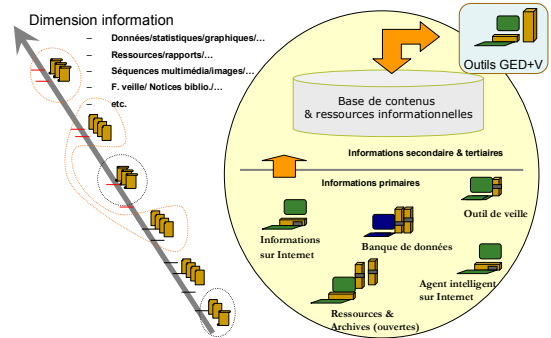 Dimension information
– Données/statistiques/graphiques/…
– Ressources/rapports/…
– Séquences multimédia/images/…
– F. veille/ Notices biblio./…
– etc.
Outils GED+V
Base de contenus
& ressources informationnelles
Informations secondaire & tertiaires
Informations primaires
Outil de veille
Informations
sur Internet
Banque de données
Agent intelligent
sur Internet
Ressources &
Archives (ouvertes)